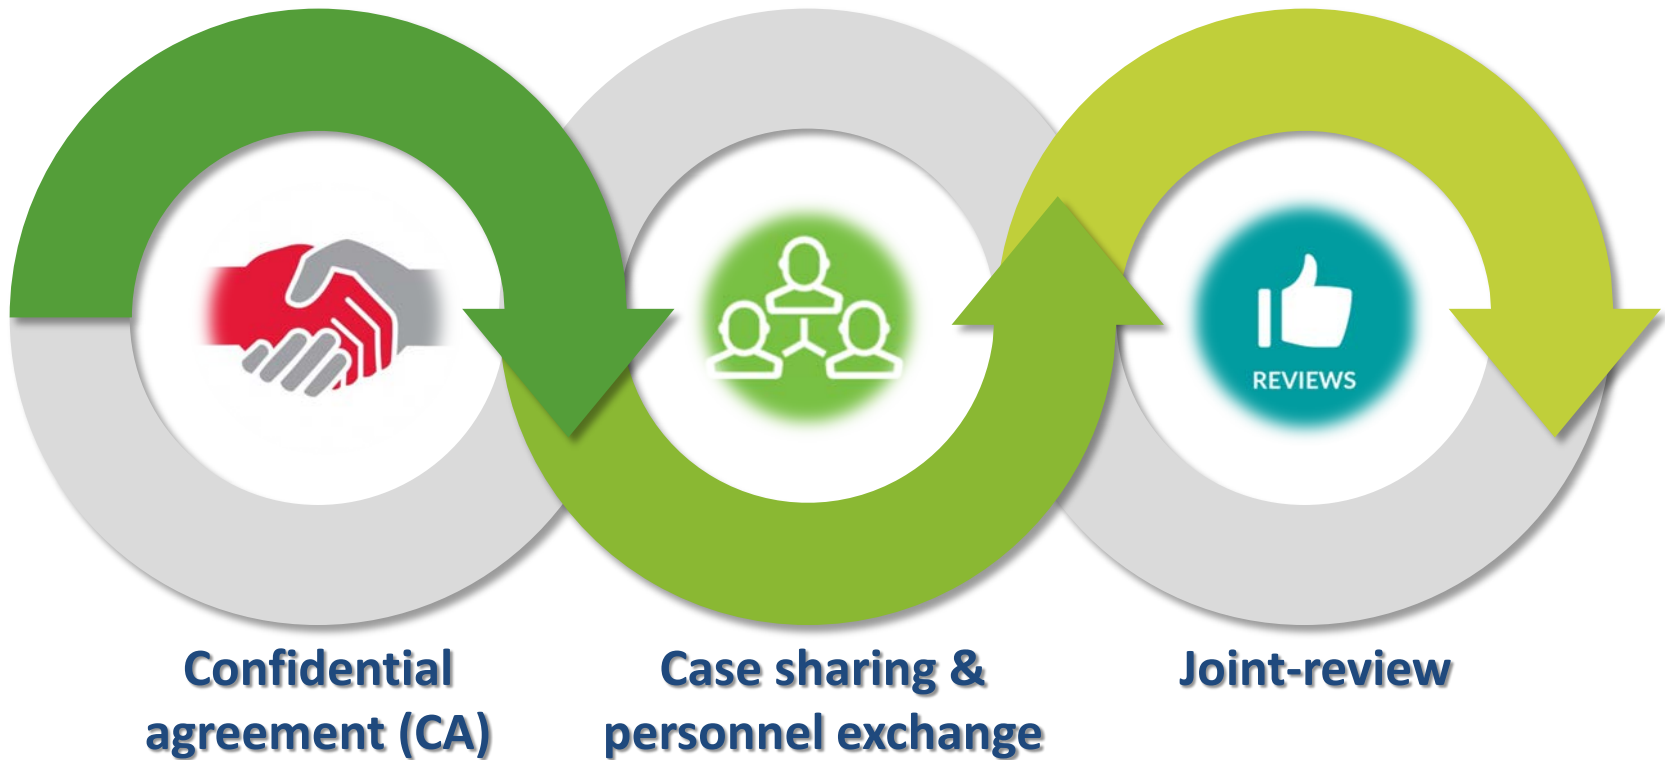 REVIEWS
Confidential
agreement (CA)
Case sharing &
personnel exchange
Joint-review